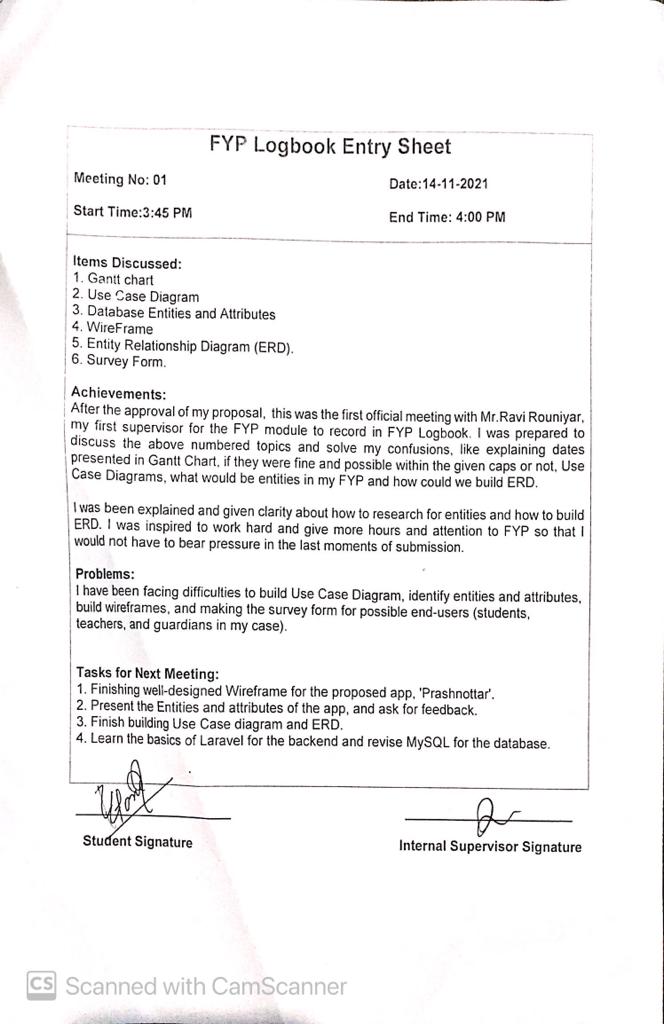 FYP Logbook Entry Sheet
Meeting No: 01
Date:14-11-2021
Start Time:3:45 PM
End Time: 4:00 PM
Items Discussed:
1. Gantt chart
2. Use Case Diagram
3. Database Entities and Attributes
4. WireFrame
5. Entity Relationship Diagram (ERD).
6. Survey Form.
Achievements:
After the approval of my proposal, this was the first official meeting with Mr.Ravi Rouniyar,
my first supervisor for the FYP module to record in FYP Logbook. I was prepared to
discuss the above numbered topics and solve my confusions, like explaining dates
presented in Gantt Chart, if they were fine and possible within the given caps or not, Use
Case Diagrams, what would be entities in my FYP and how could we build ERD.
I was been explained and given clarity about how to research for entities and how to build
ERD. I was inspired to work hard and give more hours and attention to FYP so that I
would not have to bear pressure in the last moments of submission.
Problems:
I have been facing difficulties to build Use Case Diagram, identify entities and attributes,
build wireframes, and making the survey form for possible end-users (students,
teachers, and guardians in my case).
Tasks for Next Meeting:
1. Finishing well-designed Wireframe for the proposed app, 'Prashnottar'.
2. Present the Entities and attributes of the app, and ask for feedback.
3. Finish building Use Case diagram and ERD.
4. Learn the basics of Laravel for the backend and revise MySQL for the database.
Student Signature
Internal Supervisor Signature
CS Scanned with CamScanner